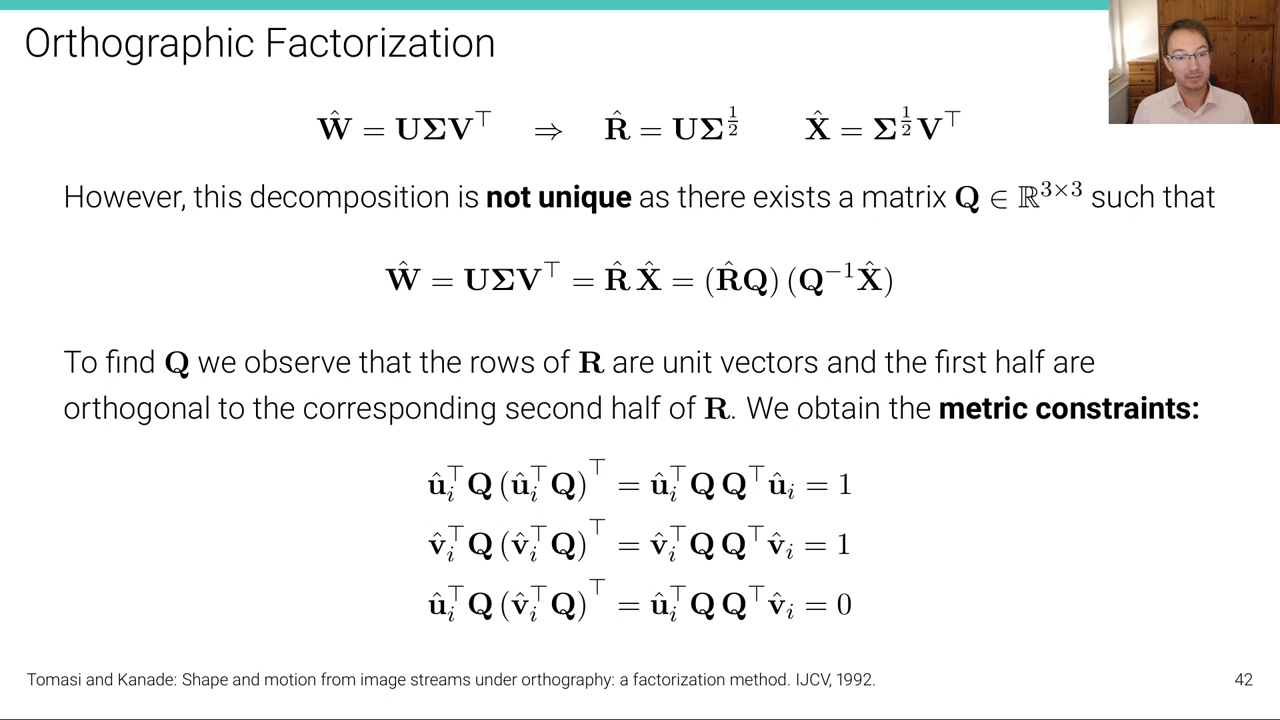 Orthographic Factorization
Ŵ = UΣV⊤ ⇒ R̂ = UΣ^{1/2} X̂ = Σ^{1/2}V⊤
However, this decomposition is not unique as there exists a matrix Q ∈ ℝ^{3×3} such that
Ŵ = UΣV⊤ = R̂ X̂ = (R̂Q) (Q⁻¹X̂)
To find Q we observe that the rows of R are unit vectors and the first half are
orthogonal to the corresponding second half of R. We obtain the metric constraints:
û_i⊤Q (û_i⊤Q)⊤ = û_i⊤Q Q⊤û_i = 1
v̂_i⊤Q (v̂_i⊤Q)⊤ = v̂_i⊤Q Q⊤v̂_i = 1
û_i⊤Q (v̂_i⊤Q)⊤ = û_i⊤Q Q⊤v̂_i = 0
Tomasi and Kanade: Shape and motion from image streams under orthography: a factorization method. IJCV, 1992.
42